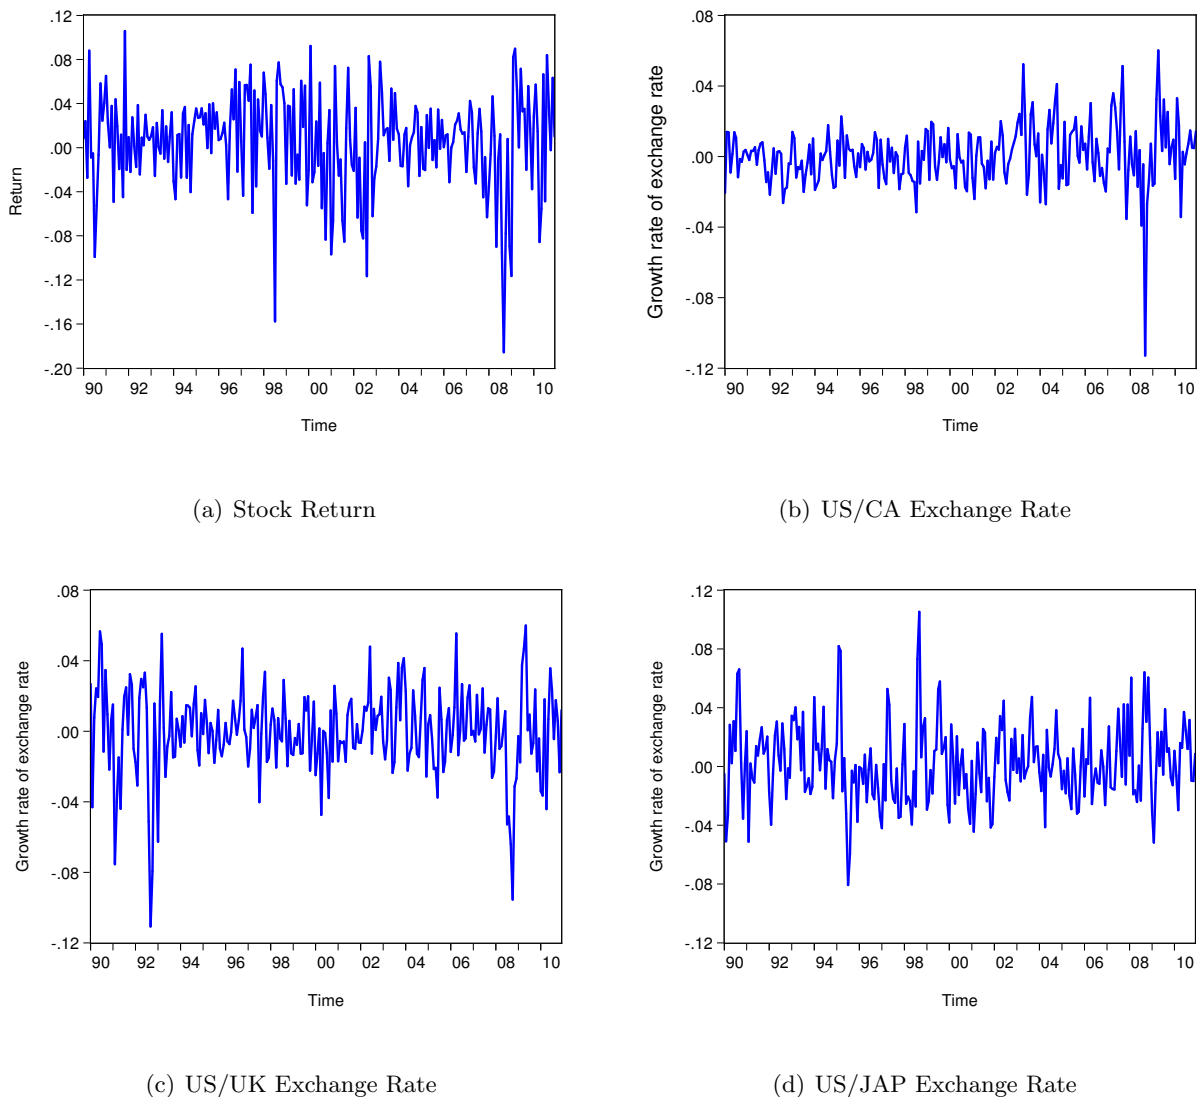 .12
.08
.04
.00
-.04
-.08
-.12
-.16
-.20
Return
90 92 94 96 98 00 02 04 06 08 10
Time
(a) Stock Return
.08
.04
.00
-.04
-.08
-.12
Growth rate of exchange rate
90 92 94 96 98 00 02 04 06 08 10
Time
(b) US/CA Exchange Rate
.08
.04
.00
-.04
-.08
-.12
Growth rate of exchange rate
90 92 94 96 98 00 02 04 06 08 10
Time
(c) US/UK Exchange Rate
.12
.08
.04
.00
-.04
-.08
-.12
Growth rate of exchange rate
90 92 94 96 98 00 02 04 06 08 10
Time
(d) US/JAP Exchange Rate